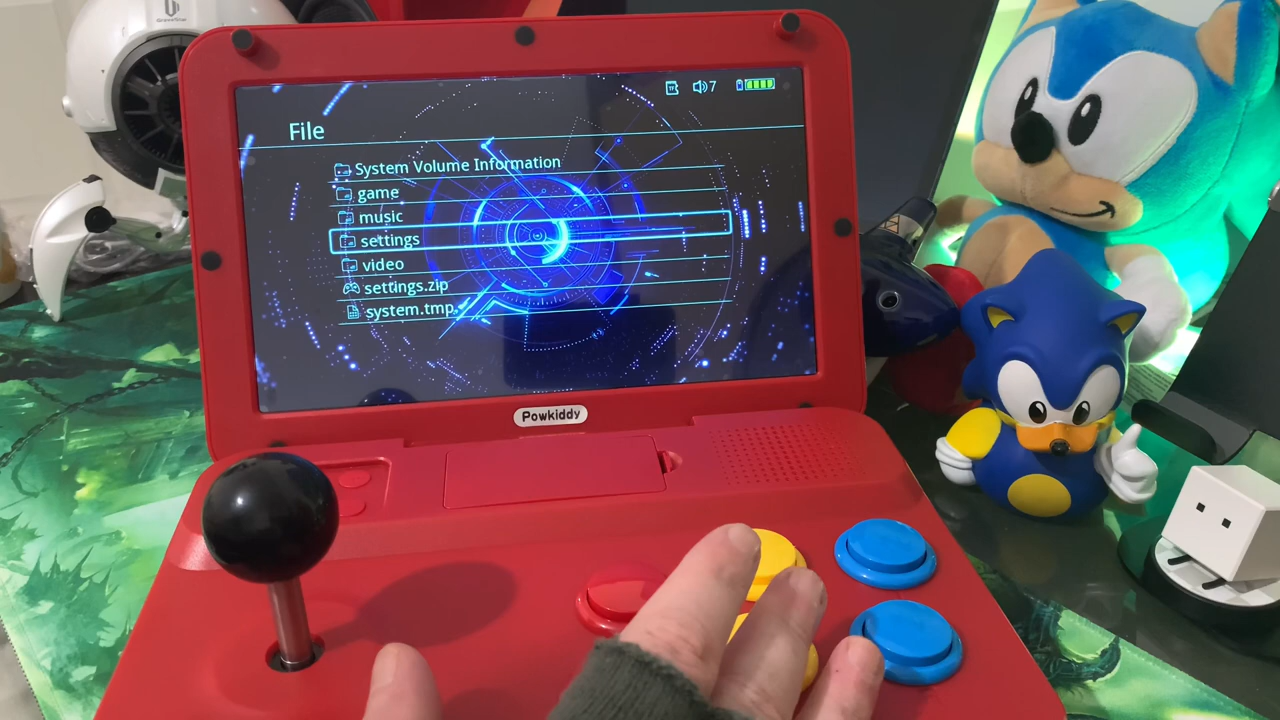 7
File
System Volume Information
game
music
settings
video
settings.zip
system.tmp
Powkiddy